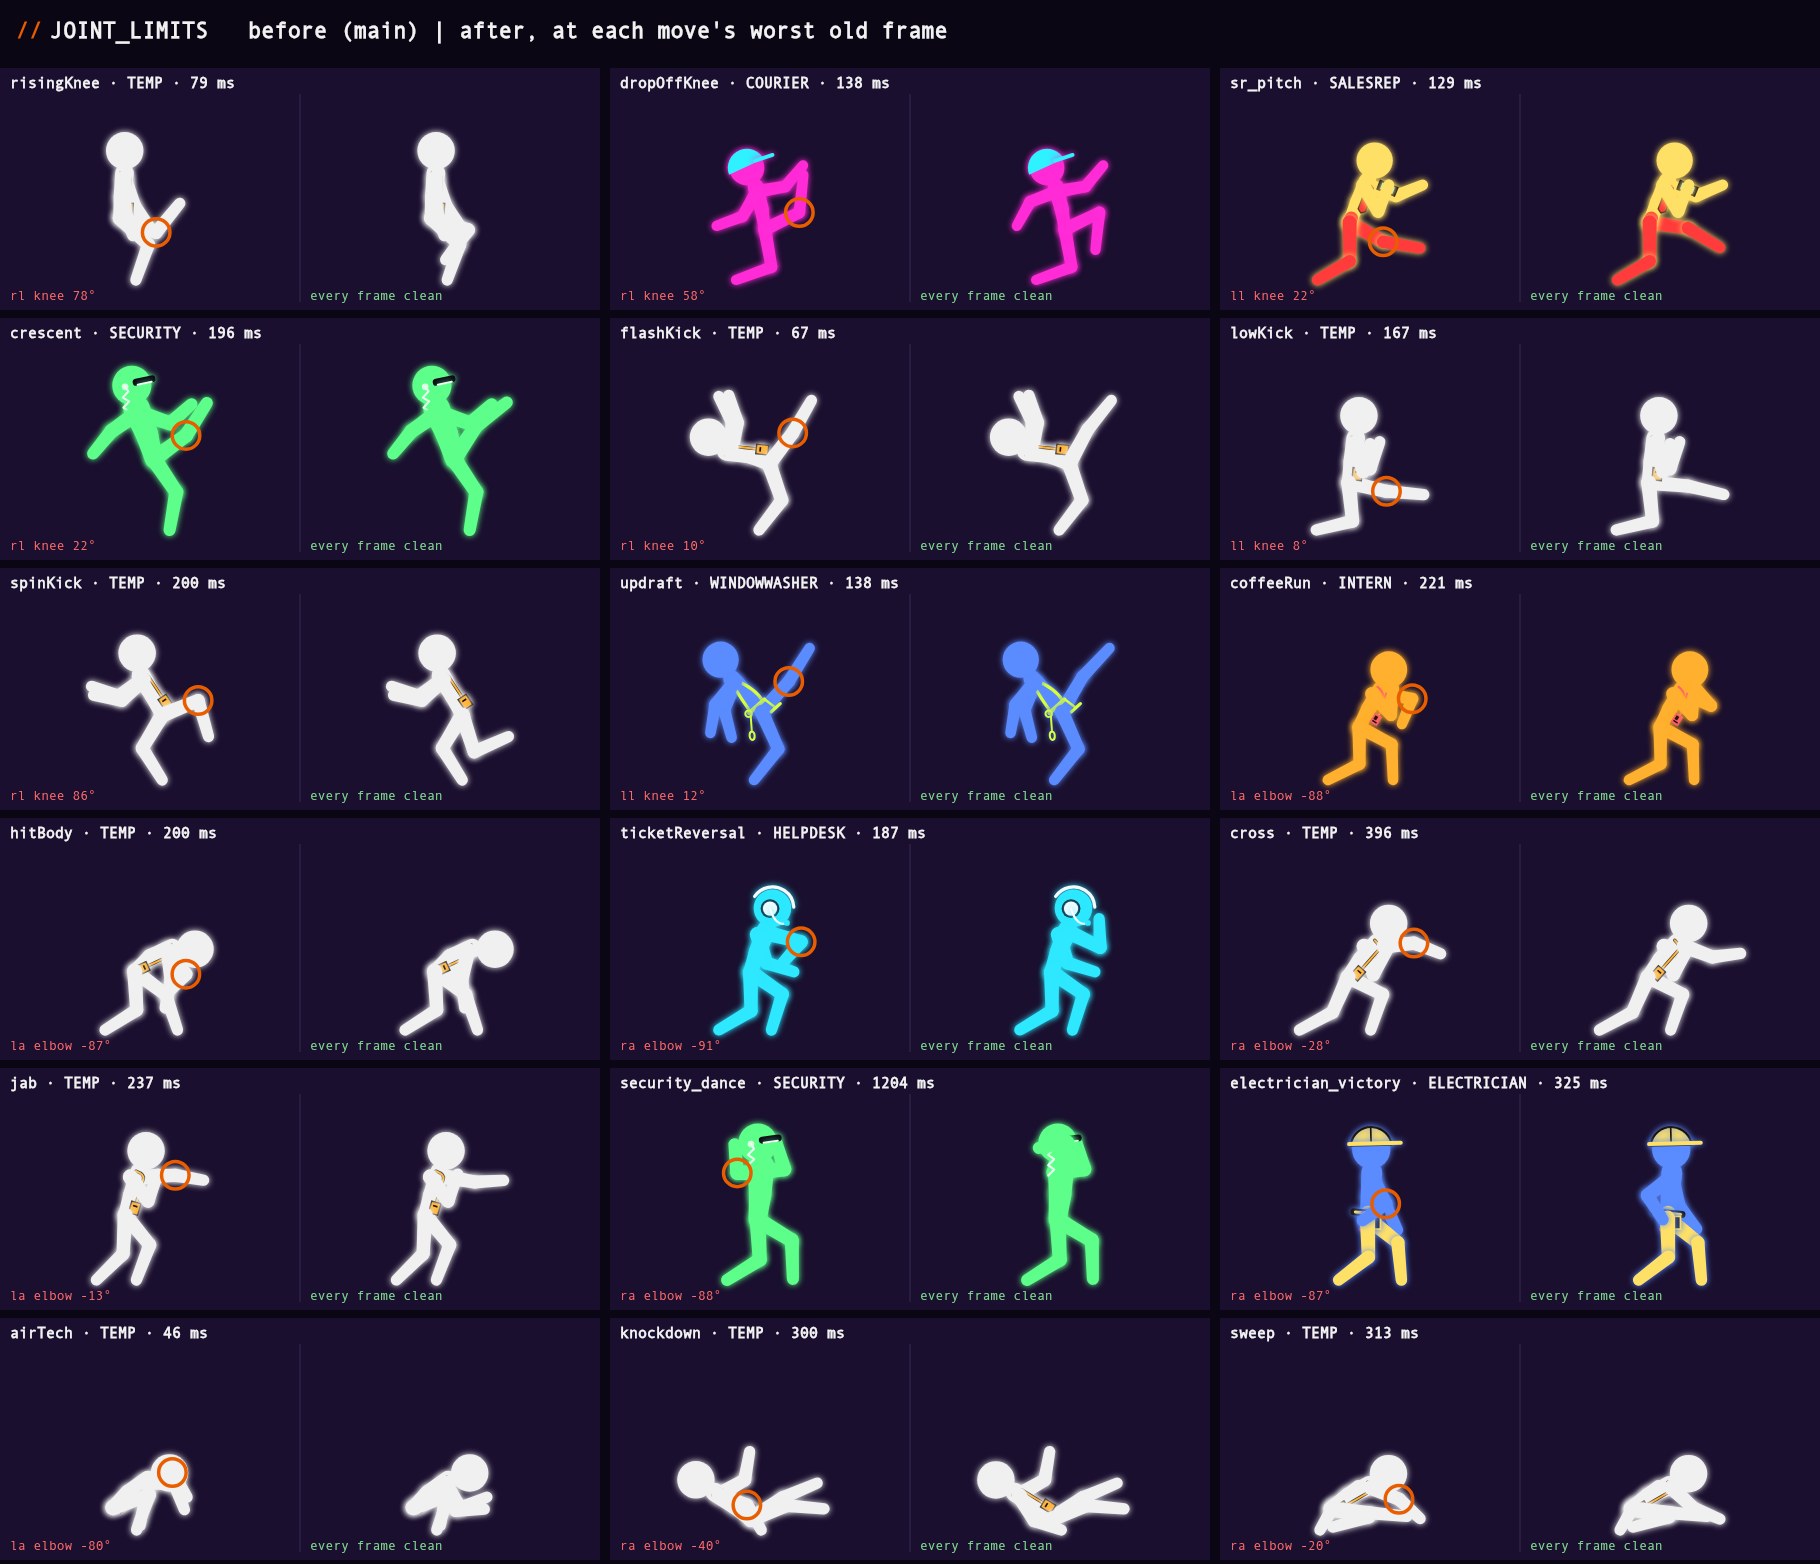 // JOINT_LIMITS before (main) | after, at each move's worst old frame
risingKnee · TEMP · 79 ms
dropOffKnee · COURIER · 138 ms
sr_pitch · SALESREP · 129 ms
rl knee 78°
every frame clean
rl knee 58°
every frame clean
ll knee 22°
every frame clean
crescent · SECURITY · 196 ms
flashKick · TEMP · 67 ms
lowKick · TEMP · 167 ms
rl knee 22°
every frame clean
rl knee 10°
every frame clean
ll knee 8°
every frame clean
spinKick · TEMP · 200 ms
updraft · WINDOWWASHER · 138 ms
coffeeRun · INTERN · 221 ms
rl knee 86°
every frame clean
ll knee 12°
every frame clean
la elbow -88°
every frame clean
hitBody · TEMP · 200 ms
ticketReversal · HELPDESK · 187 ms
cross · TEMP · 396 ms
la elbow -87°
every frame clean
ra elbow -91°
every frame clean
ra elbow -28°
every frame clean
jab · TEMP · 237 ms
security_dance · SECURITY · 1204 ms
electrician_victory · ELECTRICIAN · 325 ms
la elbow -13°
every frame clean
ra elbow -88°
every frame clean
ra elbow -87°
every frame clean
airTech · TEMP · 46 ms
knockdown · TEMP · 300 ms
sweep · TEMP · 313 ms
la elbow -80°
every frame clean
ra elbow -40°
every frame clean
ra elbow -20°
every frame clean